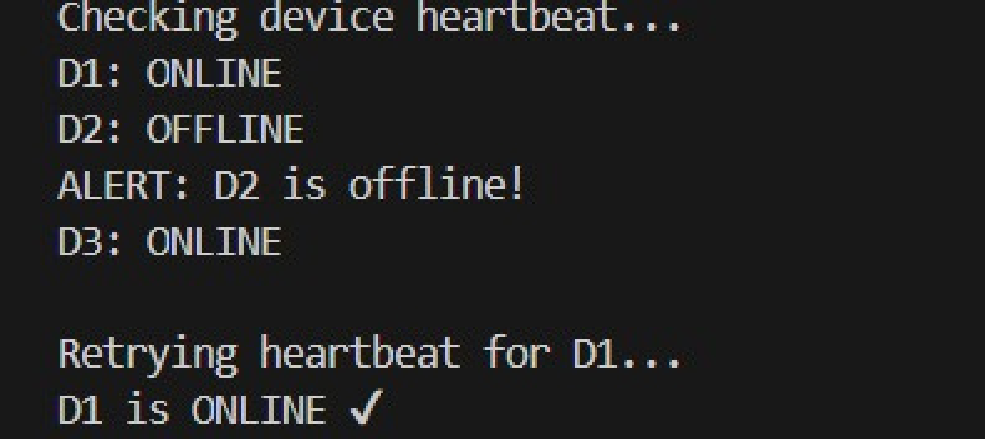 Checking device heartbeat...
D1: ONLINE
D2: OFFLINE
ALERT: D2 is offline!
D3: ONLINE
Retrying heartbeat for D1...
D1 is ONLINE ✓